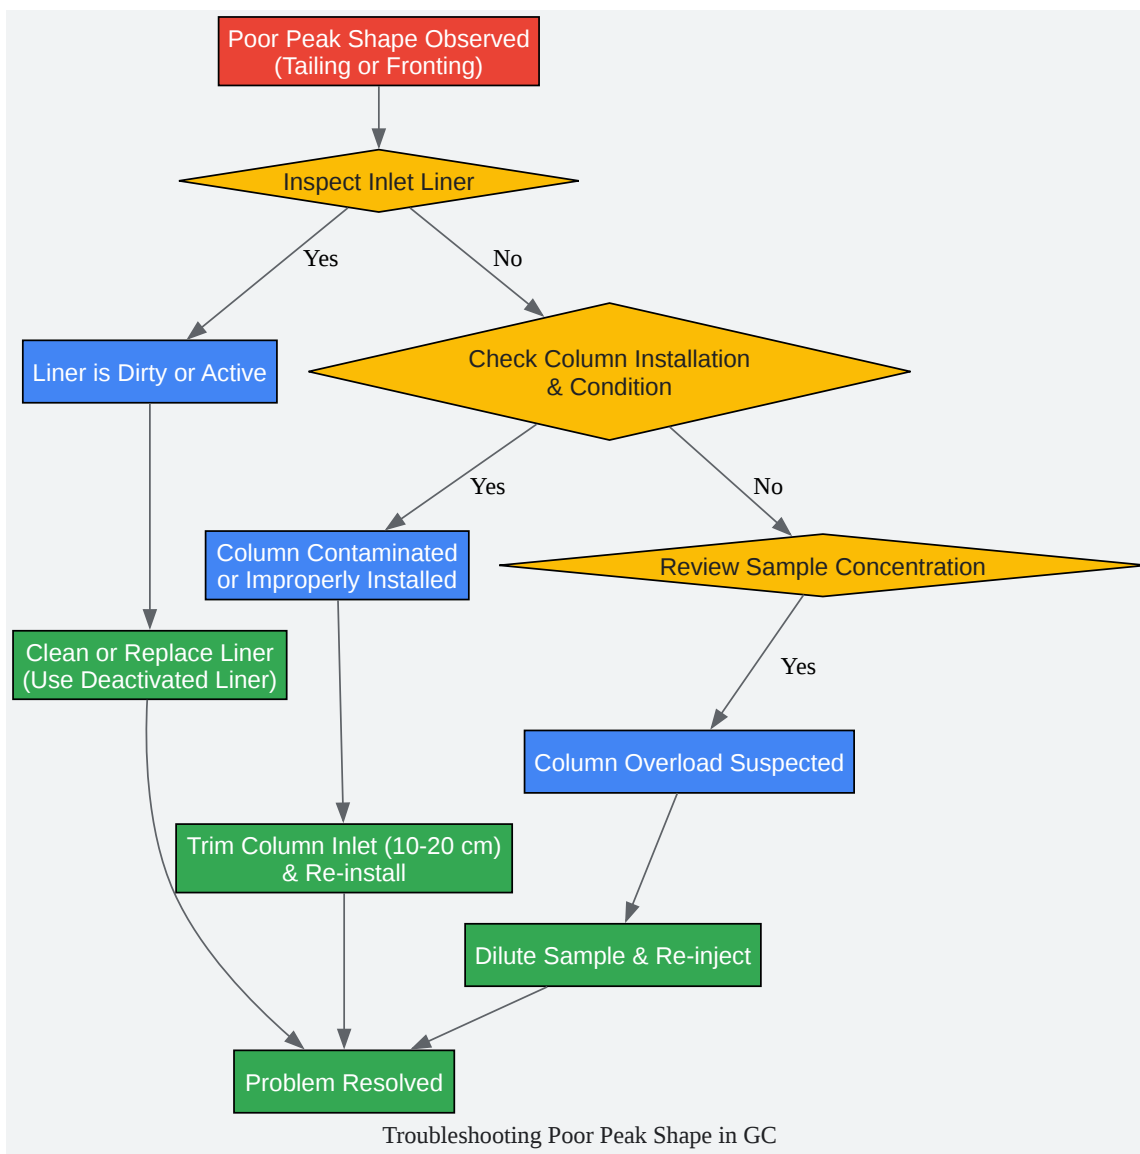 Poor Peak Shape Observed
(Tailing or Fronting)
Inspect Inlet Liner
Yes
No
Liner is Dirty or Active
Check Column Installation
& Condition
Yes
No
Column Contaminated
or Improperly Installed
Review Sample Concentration
Clean or Replace Liner
(Use Deactivated Liner)
Yes
Column Overload Suspected
Trim Column Inlet (10-20 cm)
& Re-install
Dilute Sample & Re-inject
Problem Resolved
Troubleshooting Poor Peak Shape in GC